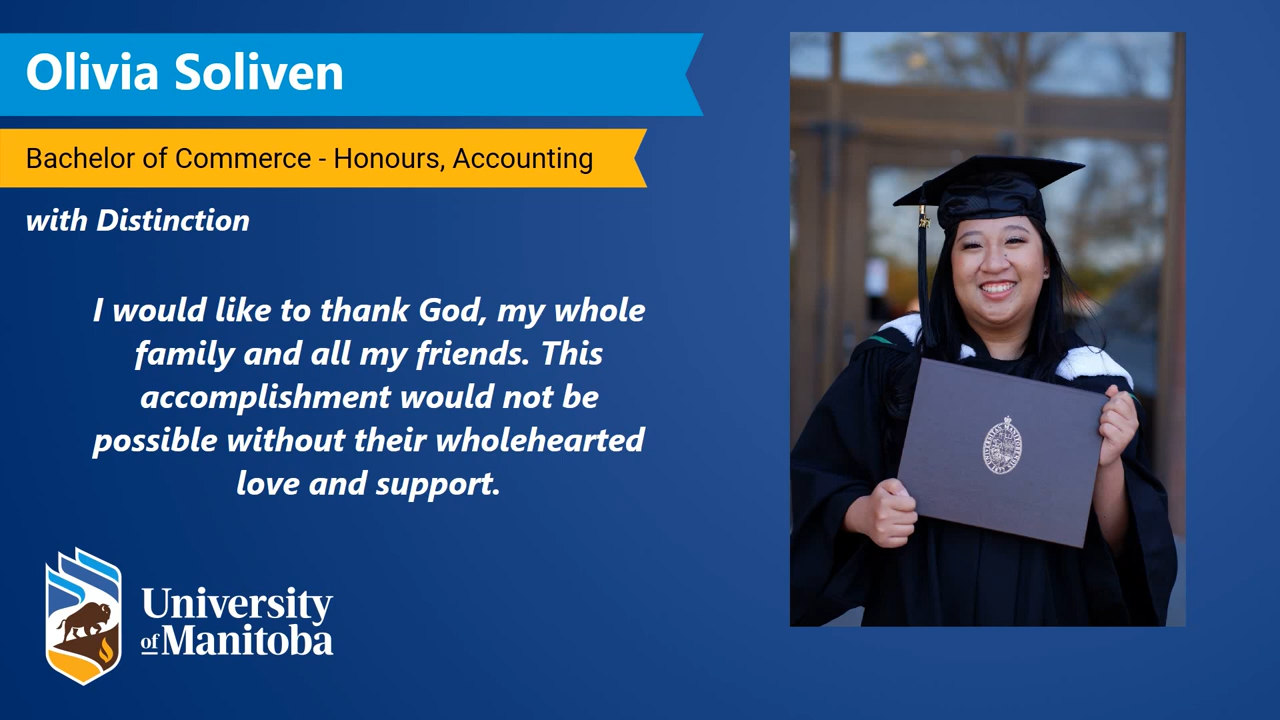 Olivia Soliven
Bachelor of Commerce - Honours, Accounting
with Distinction
I would like to thank God, my whole
family and all my friends. This
accomplishment would not be
possible without their wholehearted
love and support.
University
of Manitoba